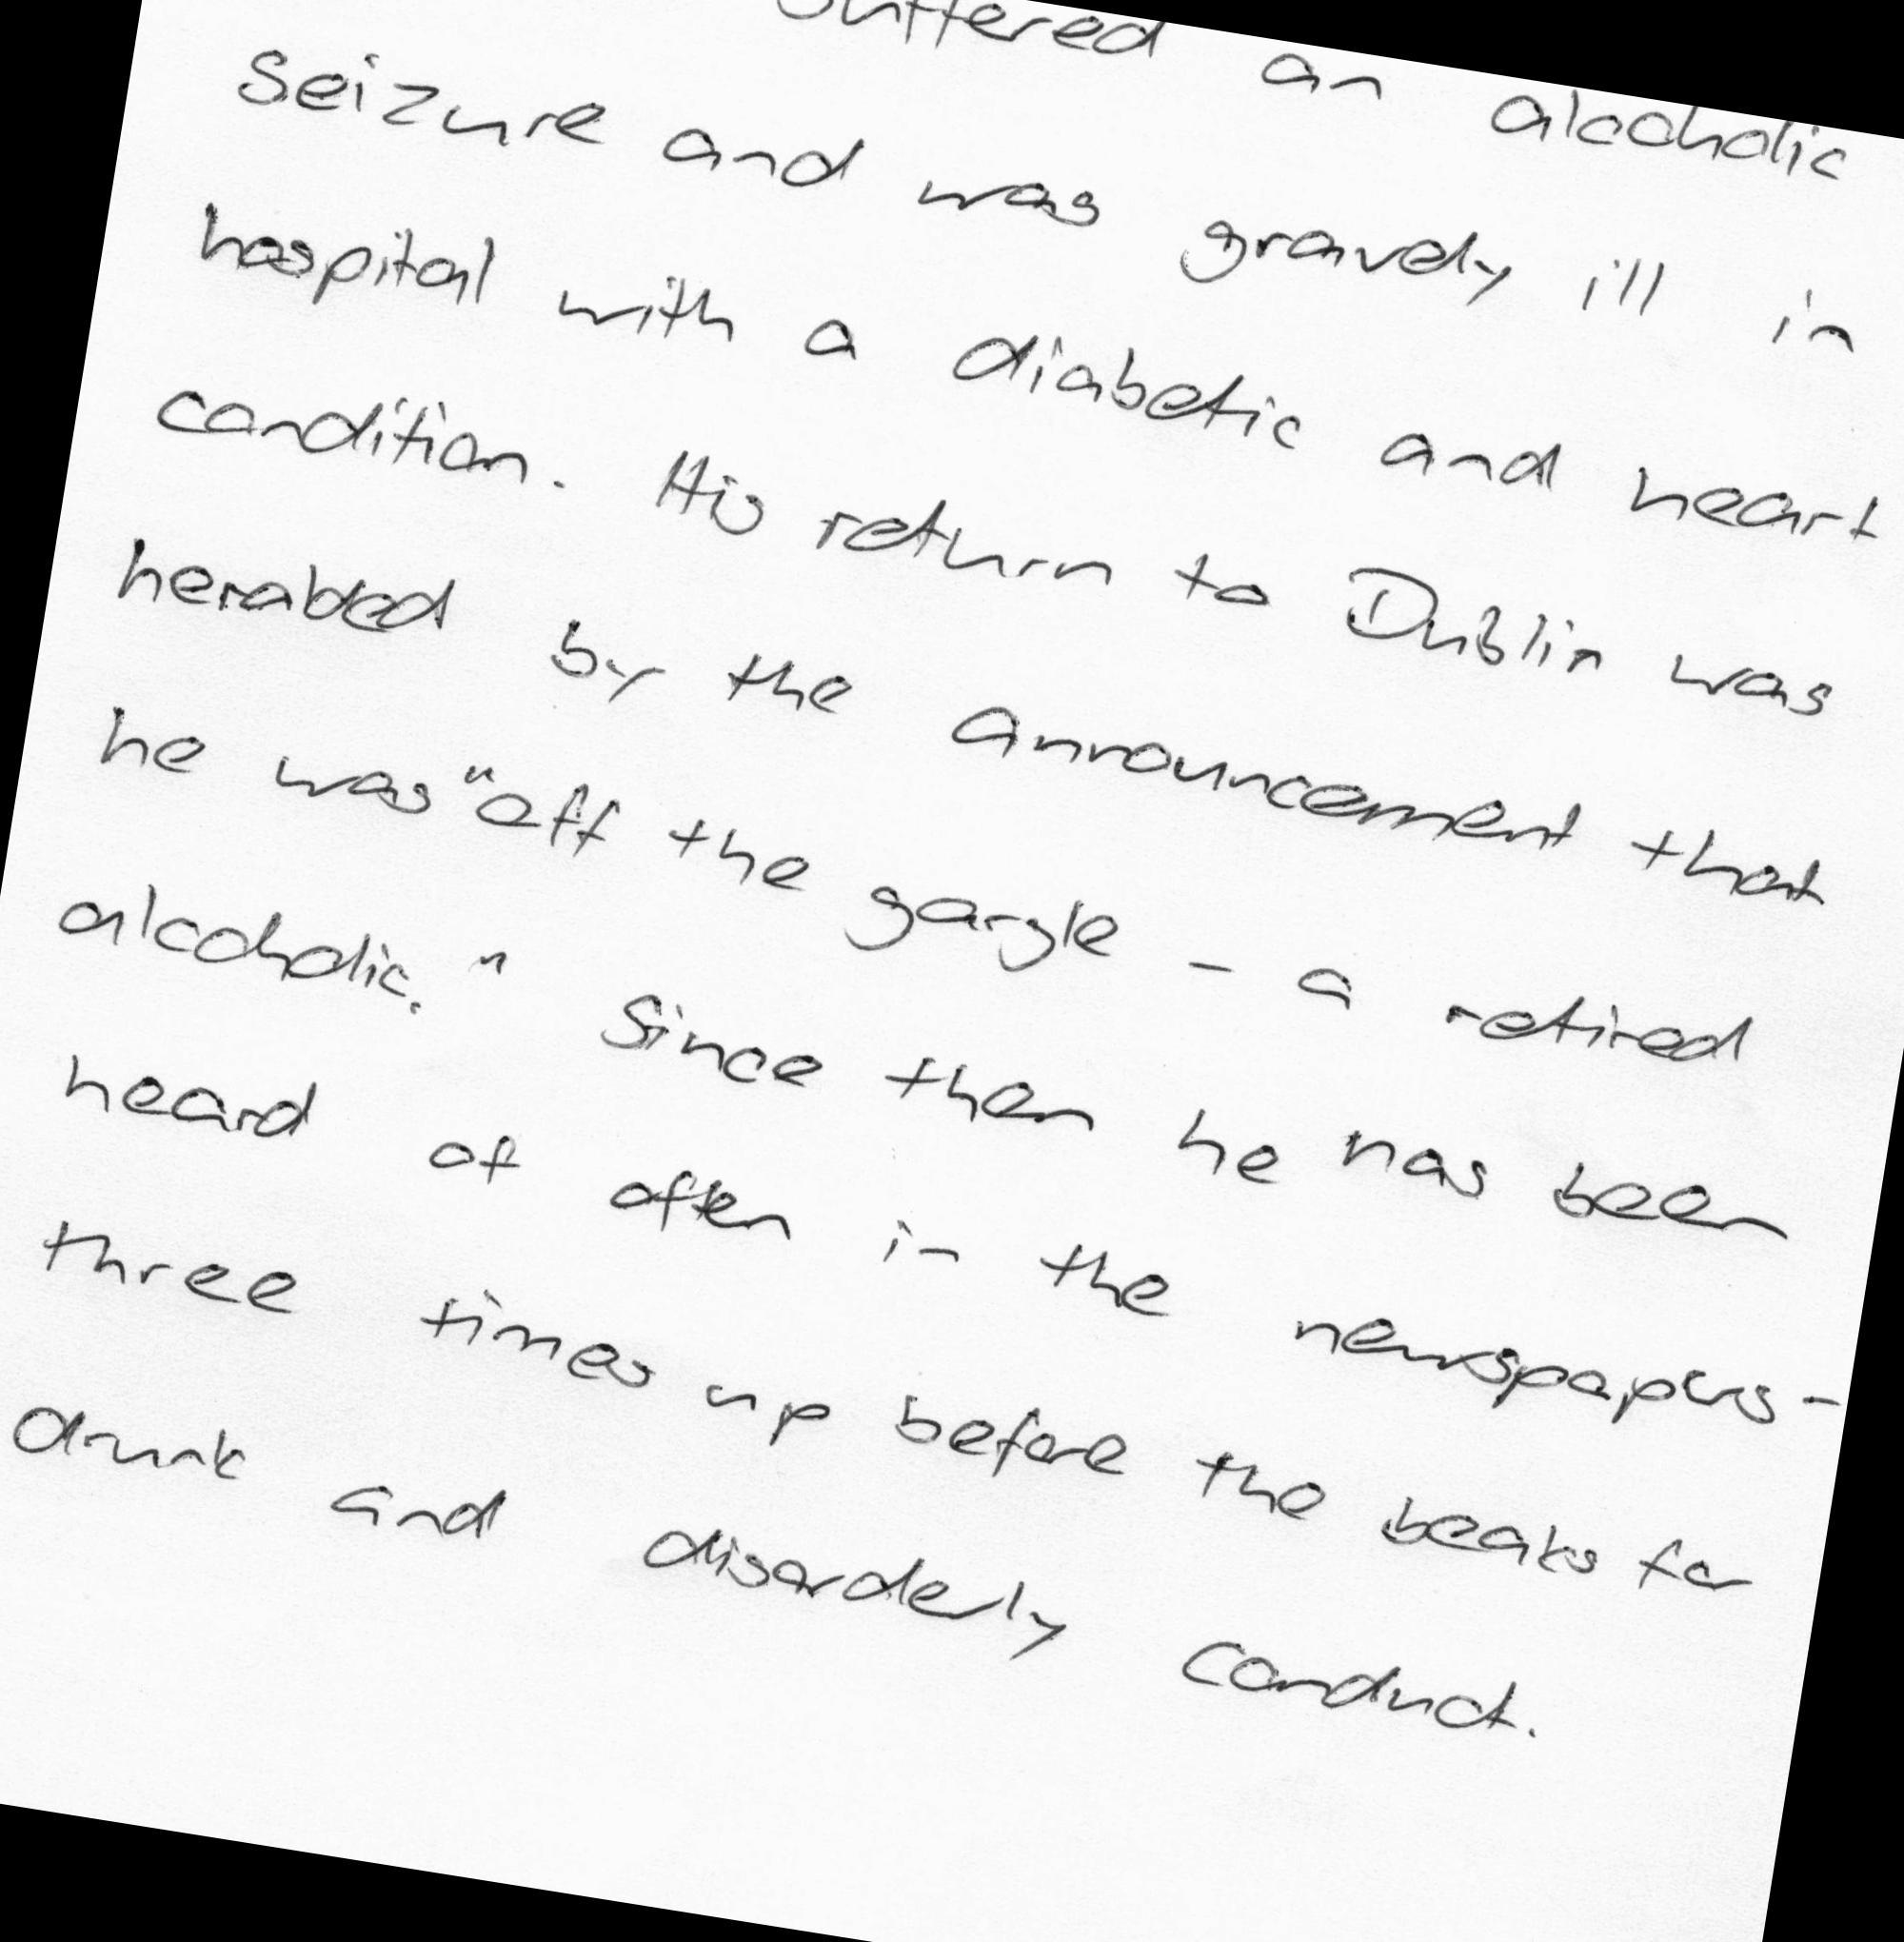 suffered an alcoholic
seizure and was gravely ill in
hospital with a diabetic and heart
condition. His return to Dublin was
herabded by the announcement that
he was "off the gargle - a retired
alcoholic." Since then he has been
heard of often in the newspapers -
three times up before the beaks for
drunk and disorderly conduct.